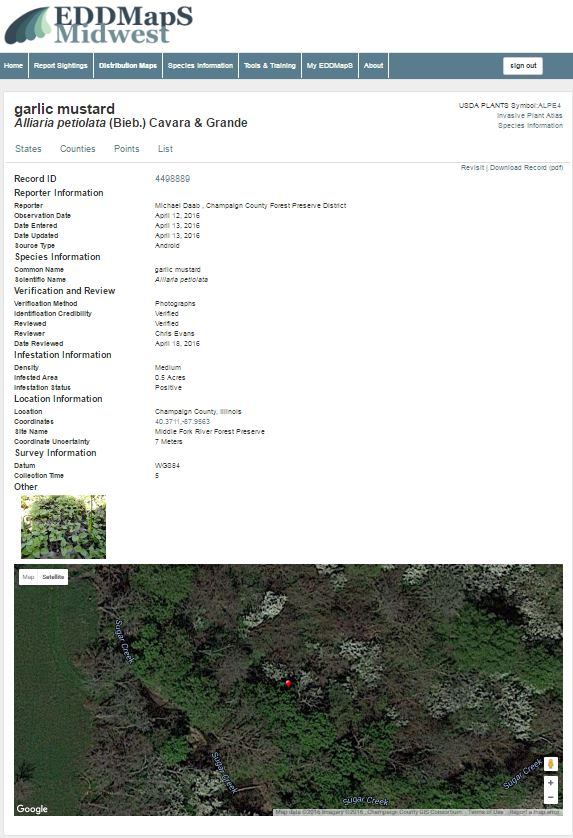 EDDMapS
Midwest
Home Report Sightings Distribution Maps Species Information Tools & Training My EDDMapS About sign out
garlic mustard
Alliaria petiolata (Bieb.) Cavara & Grande
USDA PLANTS Symbol:ALPE4
Invasive Plant Atlas
Species Information
States Counties Points List
Revisit | Download Record (pdf)
Record ID 4498889
Reporter Information
Reporter Michael Daab , Champaign County Forest Preserve District
Observation Date April 12, 2016
Date Entered April 13, 2016
Date Updated April 13, 2016
Source Type Android
Species Information
Common Name garlic mustard
Scientific Name Alliaria petiolata
Verification and Review
Verification Method Photographs
Identification Credibility Verified
Reviewed Verified
Reviewer Chris Evans
Date Reviewed April 18, 2016
Infestation Information
Density Medium
Infested Area 0.5 Acres
Infestation Status Positive
Location Information
Location Champaign County, Illinois
Coordinates 40.3711,-87.9563
Site Name Middle Fork River Forest Preserve
Coordinate Uncertainty 7 Meters
Survey Information
Datum WGS84
Collection Time 5
Other
Map Satellite
Sugar Creek
Sugar Creek
Sugar Creek
Sugar Creek
+
−
Google
Map data ©2016 Imagery ©2016 , Champaign County GIS Consortium Terms of Use Report a map error